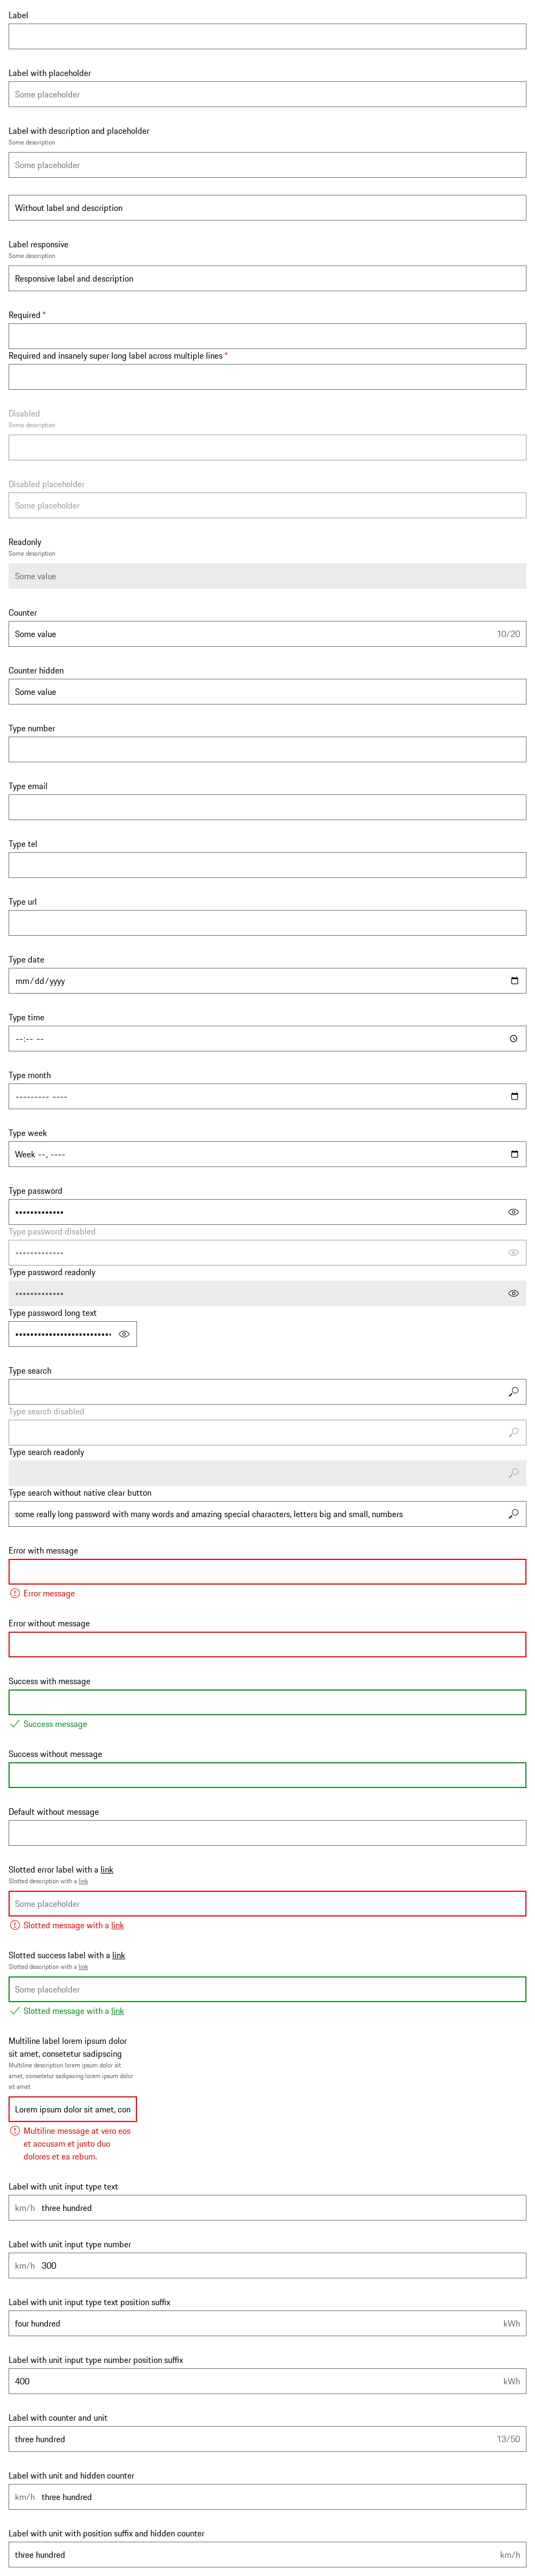 Label
Label with placeholder
Some placeholder
Label with description and placeholder
Some description
Some placeholder
Without label and description
Label responsive
Some description
Responsive label and description
Required *
Required and insanely super long label across multiple lines *
Disabled
Some description
Disabled placeholder
Some placeholder
Readonly
Some description
Some value
Counter
Some value 10/20
Counter hidden
Some value
Type number
Type email
Type tel
Type url
Type date
mm/dd/yyyy
Type time
--:-- --
Type month
--------- ----
Type week
Week --, ----
Type password
•••••••••••••
Type password disabled
•••••••••••••
Type password readonly
•••••••••••••
Type password long text
••••••••••••••••••••••••••
Type search
Type search disabled
Type search readonly
Type search without native clear button
some really long password with many words and amazing special characters, letters big and small, numbers
Error with message
Error message
Error without message
Success with message
Success message
Success without message
Default without message
Slotted error label with a link
Slotted description with a link
Some placeholder
Slotted message with a link
Slotted success label with a link
Slotted description with a link
Some placeholder
Slotted message with a link
Multiline label lorem ipsum dolor
sit amet, consetetur sadipscing
Multiline description lorem ipsum dolor sit
amet, consetetur sadipscing lorem ipsum dolor
sit amet
Lorem ipsum dolor sit amet, con
Multiline message at vero eos
et accusam et justo duo
dolores et ea rebum.
Label with unit input type text
km/h three hundred
Label with unit input type number
km/h 300
Label with unit input type text position suffix
four hundred kWh
Label with unit input type number position suffix
400 kWh
Label with counter and unit
three hundred 13/50
Label with unit and hidden counter
km/h three hundred
Label with unit with position suffix and hidden counter
three hundred km/h